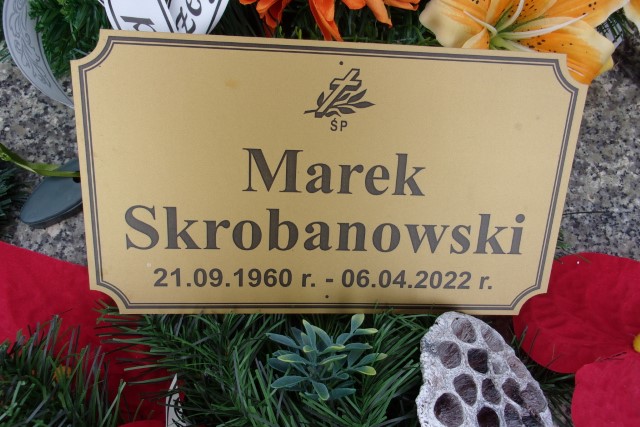 ŚP
Marek
Skrobanowski
21.09.1960 r. - 06.04.2022 r.